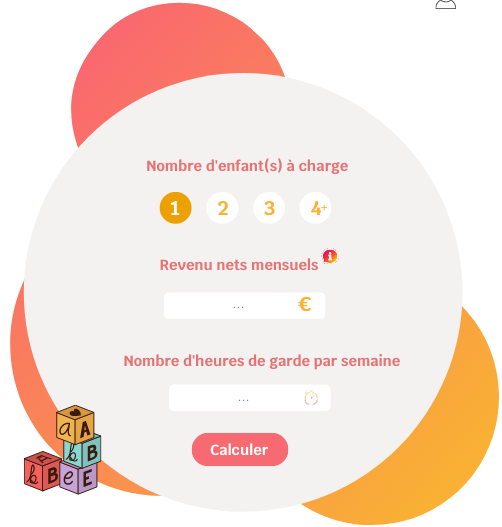 Nombre d'enfant(s) à charge
1 2 3 4+
Revenu nets mensuels i
... €
Nombre d'heures de garde par semaine
...
Calculer
a A
b B
b B e E